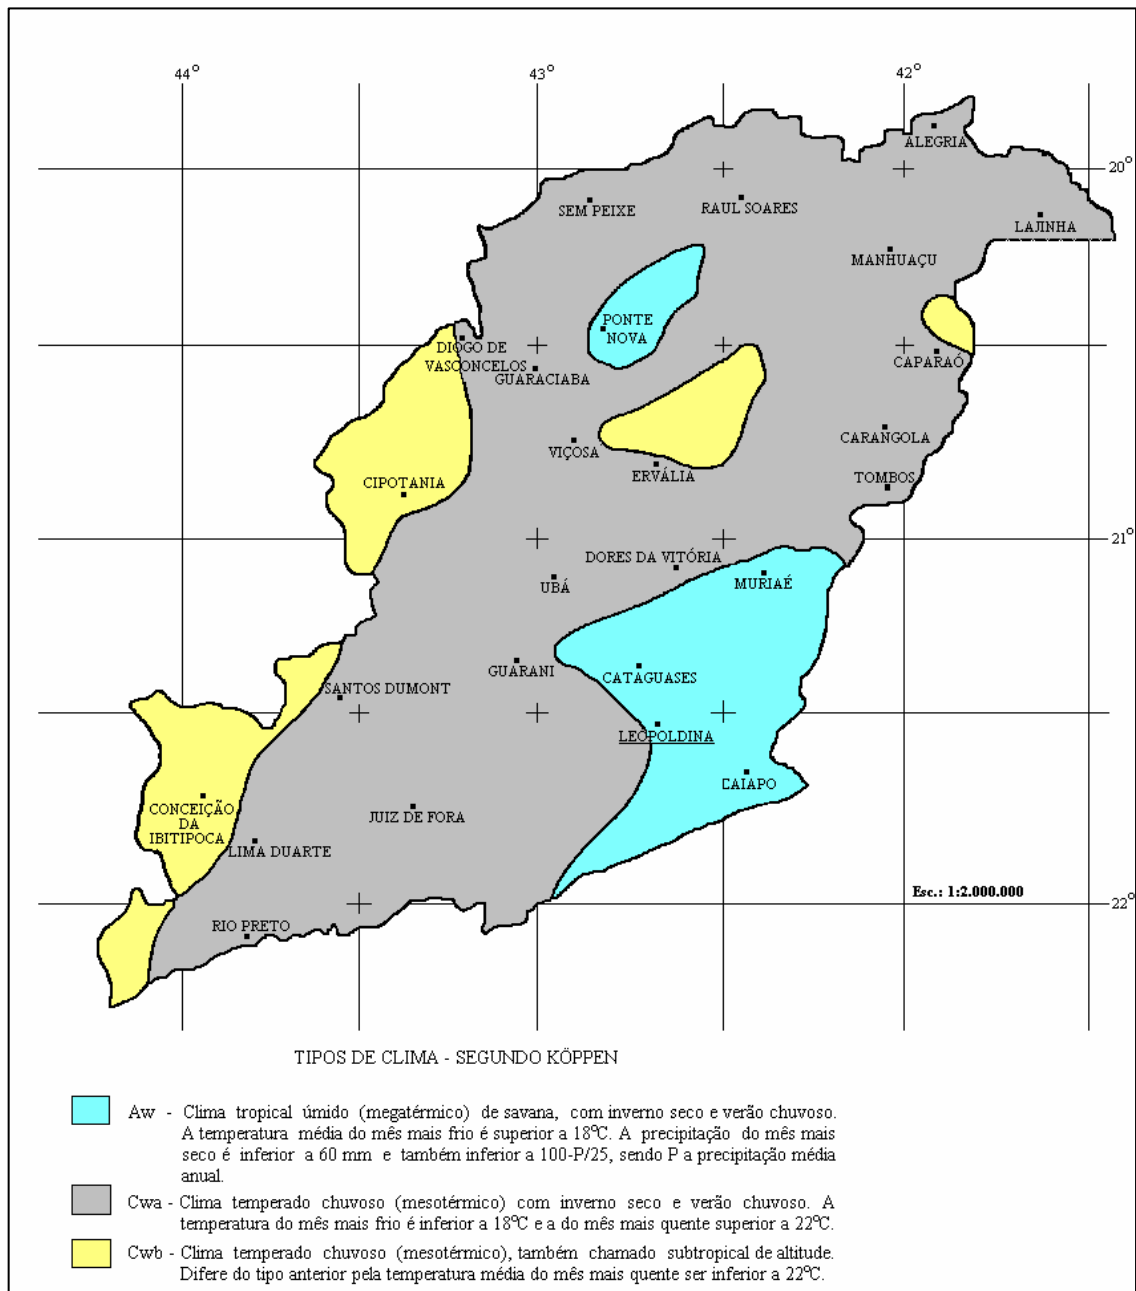 44°
43°
42°
ALEGRIA
20°
SEM PEIXE
RAUL SOARES
LAJINHA
MANHUAÇU
PONTE
NOVA
DIOGO DE
VASCONCELOS
GUARACIABA
CAPARAÓ
VIÇOSA
CARANGOLA
ERVÁLIA
TOMBOS
CIPOTANIA
21°
DORES DA VITÓRIA
UBÁ
MURIAÉ
GUARANI
CATAGUASES
SANTOS DUMONT
LEOPOLDINA
CAIAPO
CONCEIÇÃO
DA
IBITIPOCA
JUIZ DE FORA
LIMA DUARTE
Esc.: 1:2.000.000
22°
RIO PRETO
TIPOS DE CLIMA - SEGUNDO KÖPPEN
Aw - Clima tropical úmido (megatérmico) de savana, com inverno seco e verão chuvoso.
A temperatura média do mês mais frio é superior a 18°C. A precipitação do mês mais
seco é inferior a 60 mm e também inferior a 100-P/25, sendo P a precipitação média
anual.
Cwa - Clima temperado chuvoso (mesotérmico) com inverno seco e verão chuvoso. A
temperatura do mês mais frio é inferior a 18°C e a do mês mais quente superior a 22°C.
Cwb - Clima temperado chuvoso (mesotérmico), também chamado subtropical de altitude.
Difere do tipo anterior pela temperatura média do mês mais quente ser inferior a 22°C.